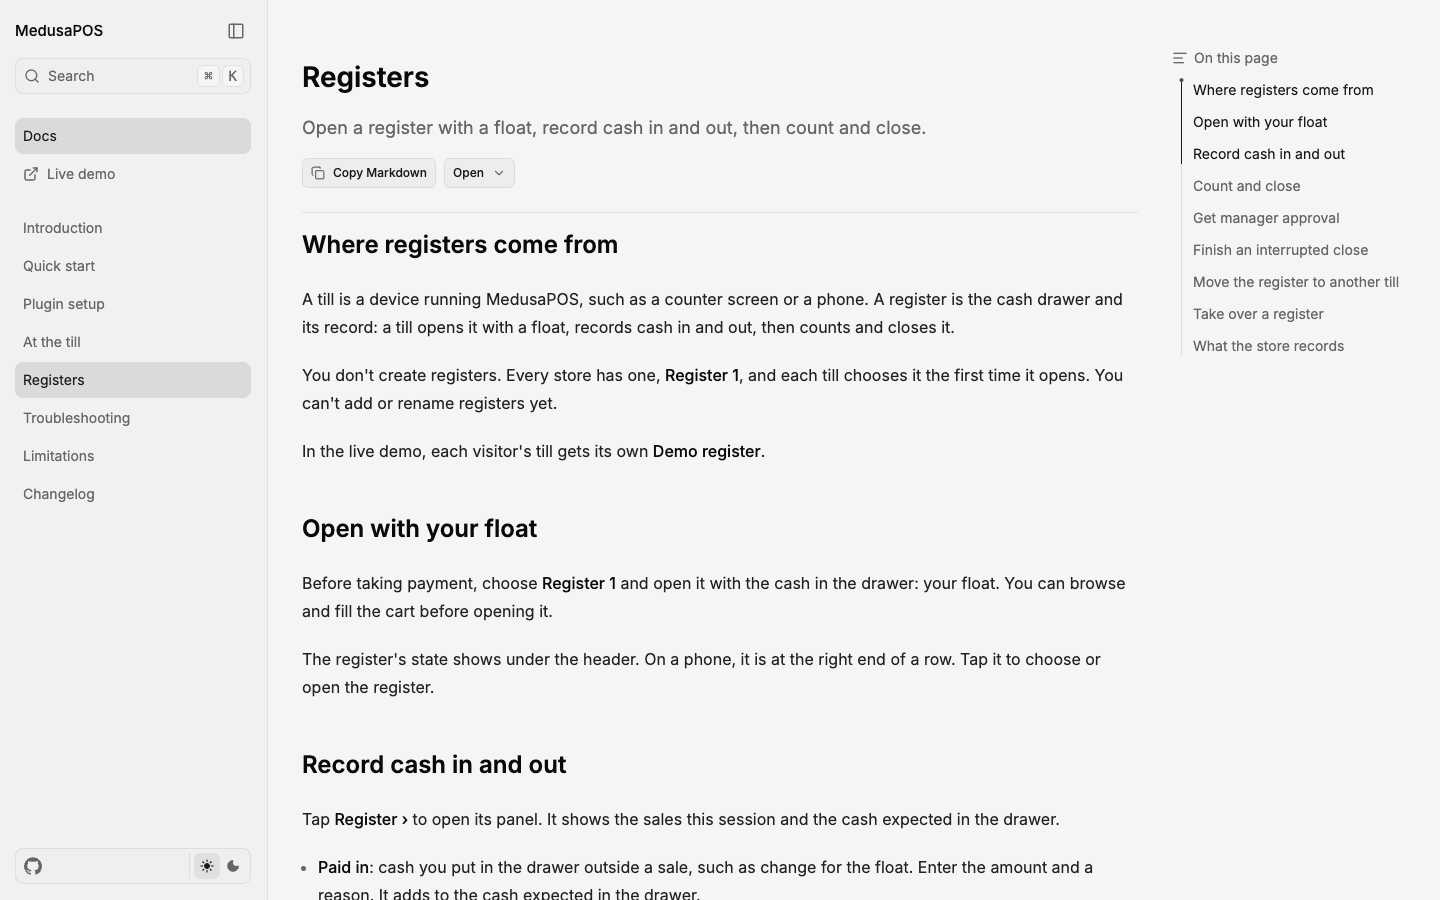 MedusaPOS
Search
⌘ K
Docs
Live demo
Introduction
Quick start
Plugin setup
At the till
Registers
Troubleshooting
Limitations
Changelog
Registers
Open a register with a float, record cash in and out, then count and close.
Copy Markdown
Open
Where registers come from
A till is a device running MedusaPOS, such as a counter screen or a phone. A register is the cash drawer and
its record: a till opens it with a float, records cash in and out, then counts and closes it.
You don't create registers. Every store has one, Register 1, and each till chooses it the first time it opens. You
can't add or rename registers yet.
In the live demo, each visitor's till gets its own Demo register.
Open with your float
Before taking payment, choose Register 1 and open it with the cash in the drawer: your float. You can browse
and fill the cart before opening it.
The register's state shows under the header. On a phone, it is at the right end of a row. Tap it to choose or
open the register.
Record cash in and out
Tap Register › to open its panel. It shows the sales this session and the cash expected in the drawer.
• Paid in: cash you put in the drawer outside a sale, such as change for the float. Enter the amount and a
reason. It adds to the cash expected in the drawer.
On this page
Where registers come from
Open with your float
Record cash in and out
Count and close
Get manager approval
Finish an interrupted close
Move the register to another till
Take over a register
What the store records